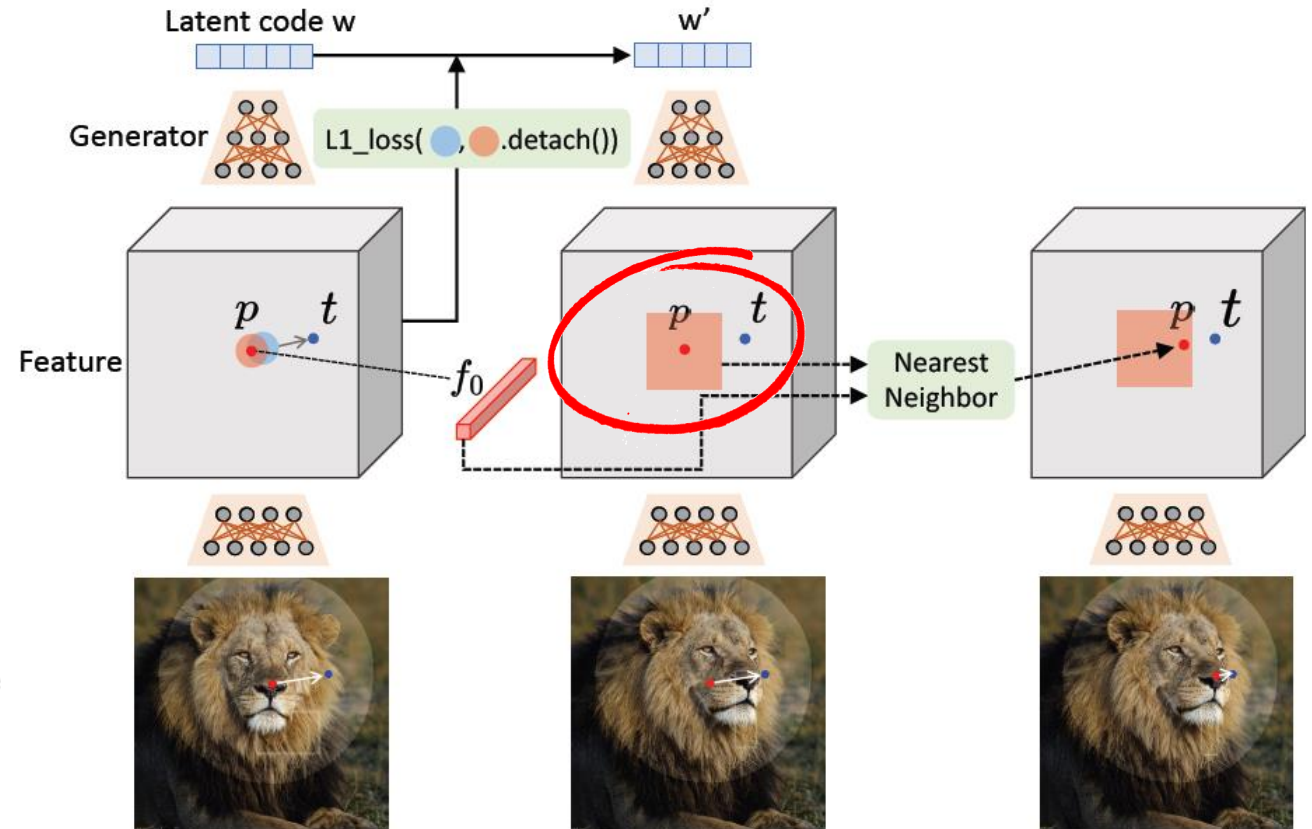 Latent code w
w’
Generator
L1_loss( , .detach())
Feature
p
t
f0
p
t
Nearest
Neighbor
p
t